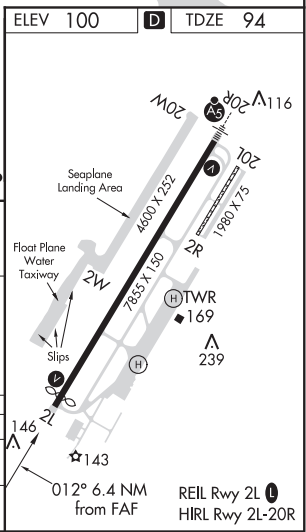 ELEV 94
D
TDZE 94
20W
A5
20R
116
20L
V
Seaplane
Landing Area
4600 X 252
1980 X 75
Float Plane
Water
Taxiway
2W
2R
7855 X 150
H
TWR
169
Slips
239
H
V
2L
146
143
012° 6.4 NM
from FAF
REIL Rwy 2L L
HIRL Rwy 2L-20R